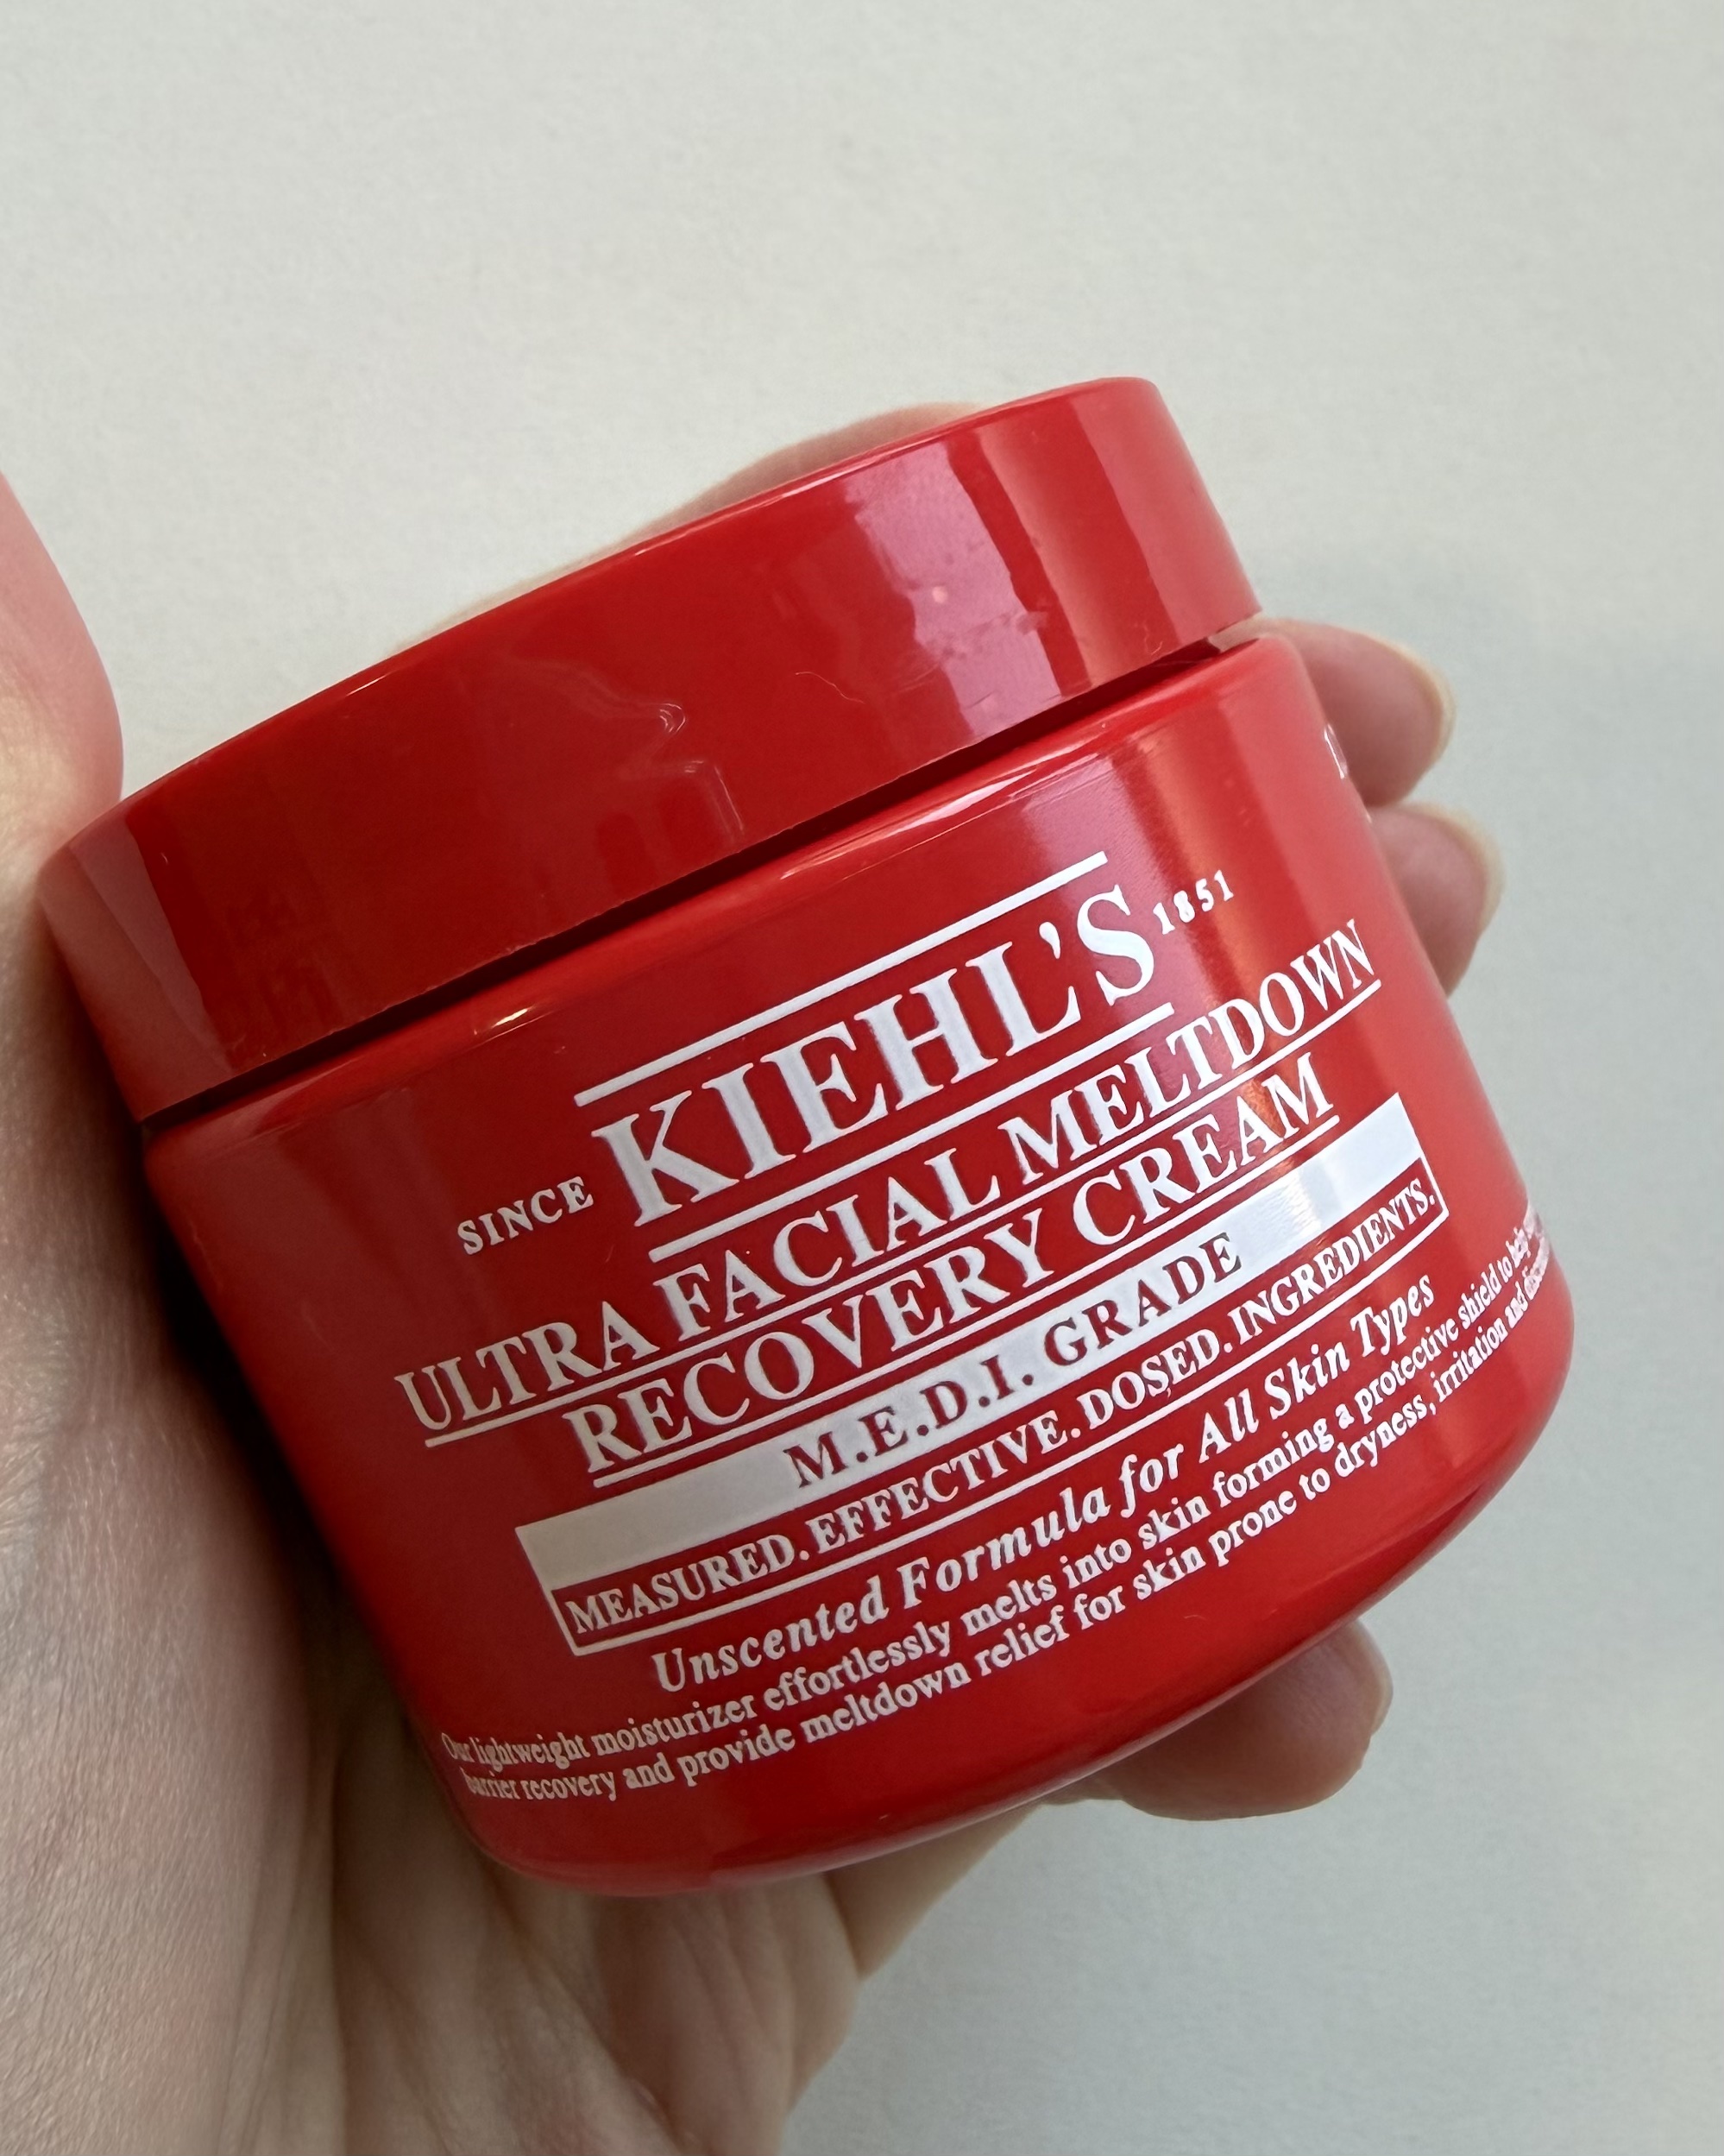 SINCE KIEHL'S 1851
ULTRA FACIAL MELTDOWN
RECOVERY CREAM
M.E.D.I. GRADE
MEASURED. EFFECTIVE. DOSED. INGREDIENTS.
Unscented Formula for All Skin Types
Our lightweight moisturizer effortlessly melts into skin forming a protective shield to help
barrier recovery and provide meltdown relief for skin prone to dryness, irritation and